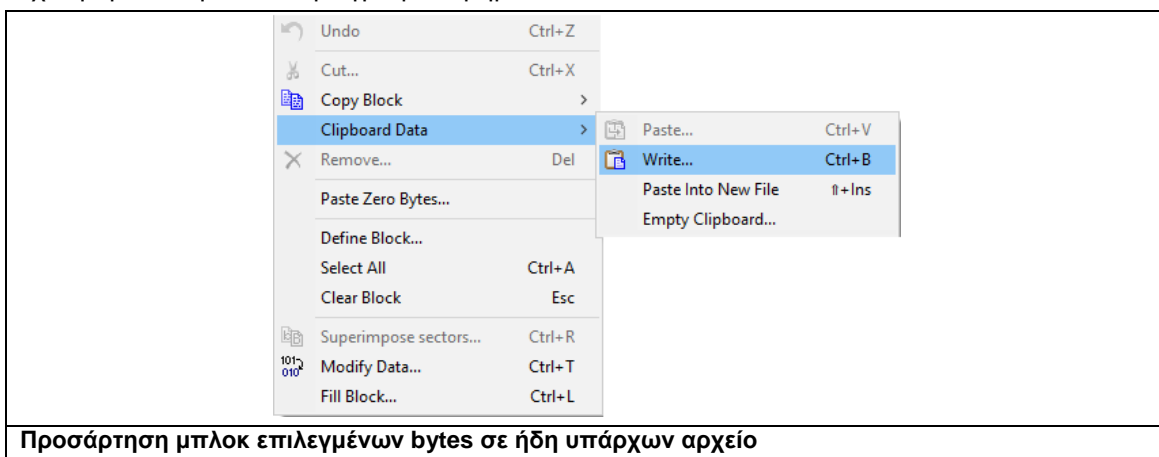 Undo Ctrl+Z
Cut... Ctrl+X
Copy Block >
Clipboard Data >
Paste... Ctrl+V
Remove... Del
Write... Ctrl+B
Paste Into New File ⇑+Ins
Paste Zero Bytes...
Empty Clipboard...
Define Block...
Select All Ctrl+A
Clear Block Esc
Superimpose sectors... Ctrl+R
Modify Data... Ctrl+T
Fill Block... Ctrl+L
Προσάρτηση μπλοκ επιλεγμένων bytes σε ήδη υπάρχων αρχείο